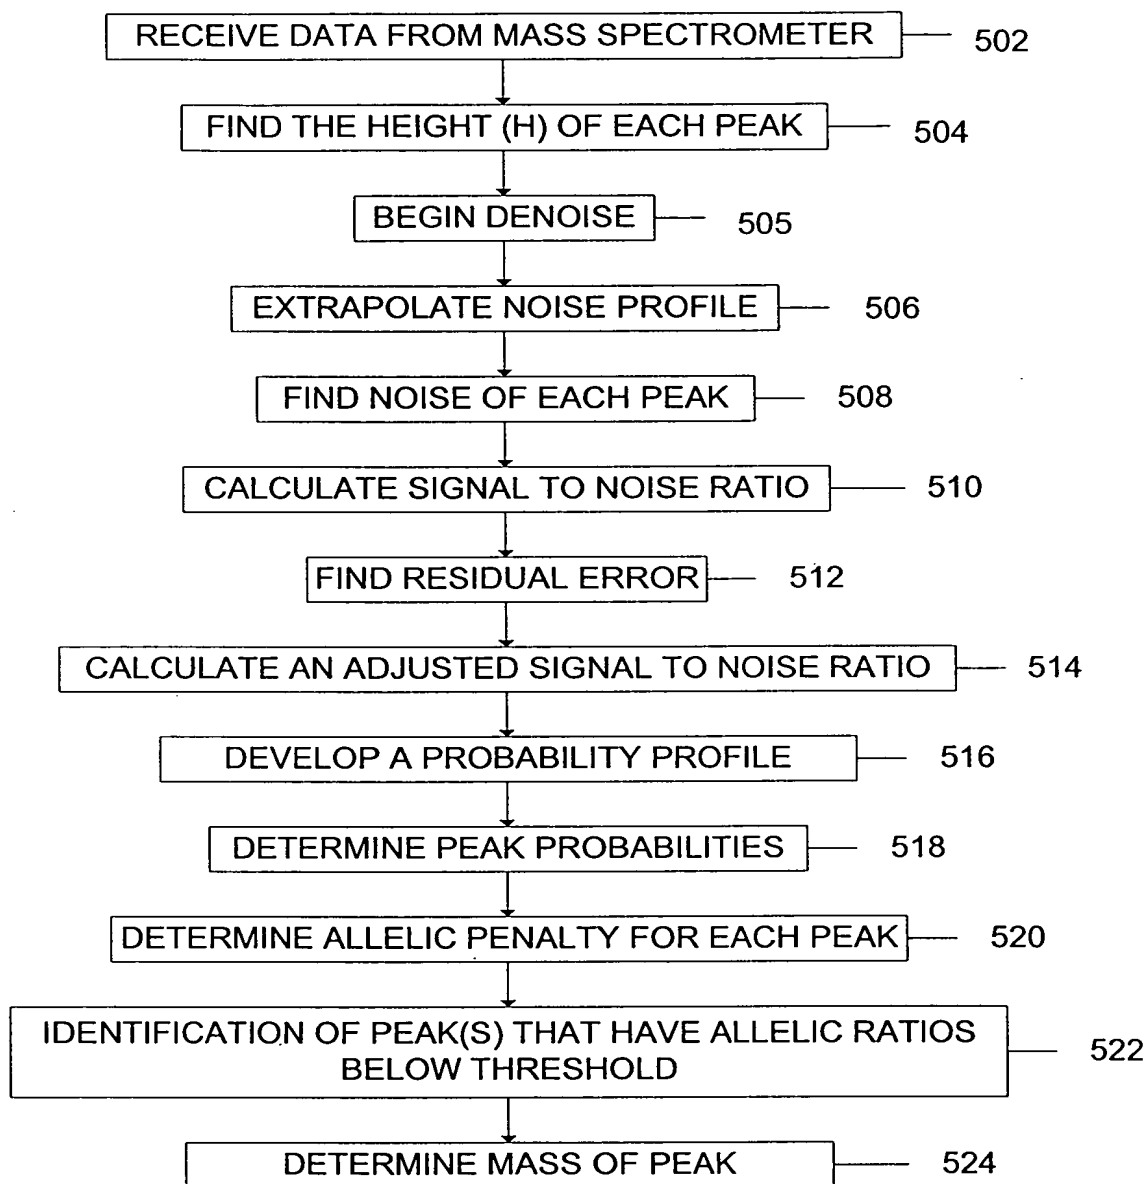 RECEIVE DATA FROM MASS SPECTROMETER 502
FIND THE HEIGHT (H) OF EACH PEAK 504
BEGIN DENOISE 505
EXTRAPOLATE NOISE PROFILE 506
FIND NOISE OF EACH PEAK 508
CALCULATE SIGNAL TO NOISE RATIO 510
FIND RESIDUAL ERROR 512
CALCULATE AN ADJUSTED SIGNAL TO NOISE RATIO 514
DEVELOP A PROBABILITY PROFILE 516
DETERMINE PEAK PROBABILITIES 518
DETERMINE ALLELIC PENALTY FOR EACH PEAK 520
IDENTIFICATION OF PEAK(S) THAT HAVE ALLELIC RATIOS
BELOW THRESHOLD 522
DETERMINE MASS OF PEAK 524